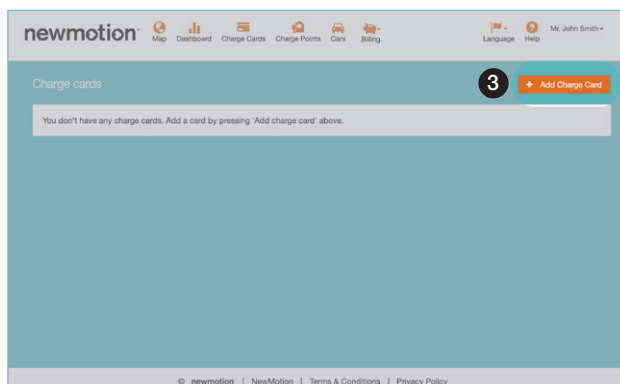 newmotion
Map Dashboard Charge Cards Charge Points Cars Billing Language Help Mr. John Smith
Charge cards
3
+ Add Charge Card
You don't have any charge cards. Add a card by pressing 'Add charge card' above.
© newmotion | NewMotion | Terms & Conditions | Privacy Policy